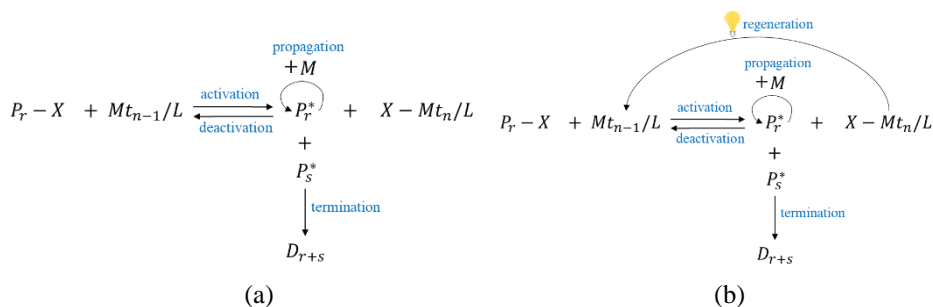 propagation
+M
activation
P_r − X + Mt_{n−1}/L P_r^* + X − Mt_n/L
deactivation
+
P_s^*
termination
D_{r+s}
(a)
regeneration
propagation
+M
activation
P_r − X + Mt_{n−1}/L P_r^* + X − Mt_n/L
deactivation
+
P_s^*
termination
D_{r+s}
(b)